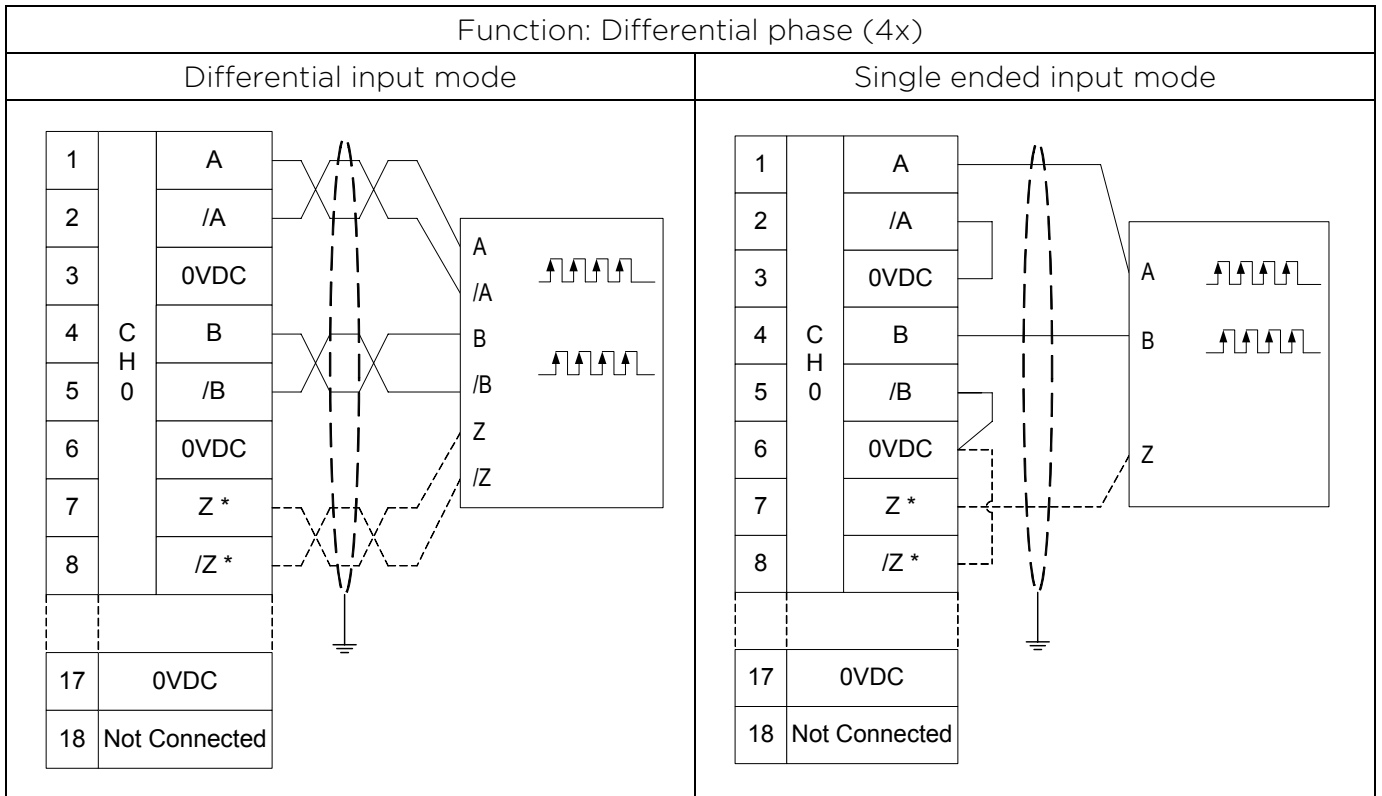 Function: Differential phase (4x)
Differential input mode
Single ended input mode
1 A
2 /A
3 0VDC
4 B
5 /B
6 0VDC
7 Z *
8 /Z *
C
H
0
17 0VDC
18 Not Connected
A
/A
B
/B
Z
/Z
1 A
2 /A
3 0VDC
4 B
5 /B
6 0VDC
7 Z *
8 /Z *
C
H
0
17 0VDC
18 Not Connected
A
B
Z